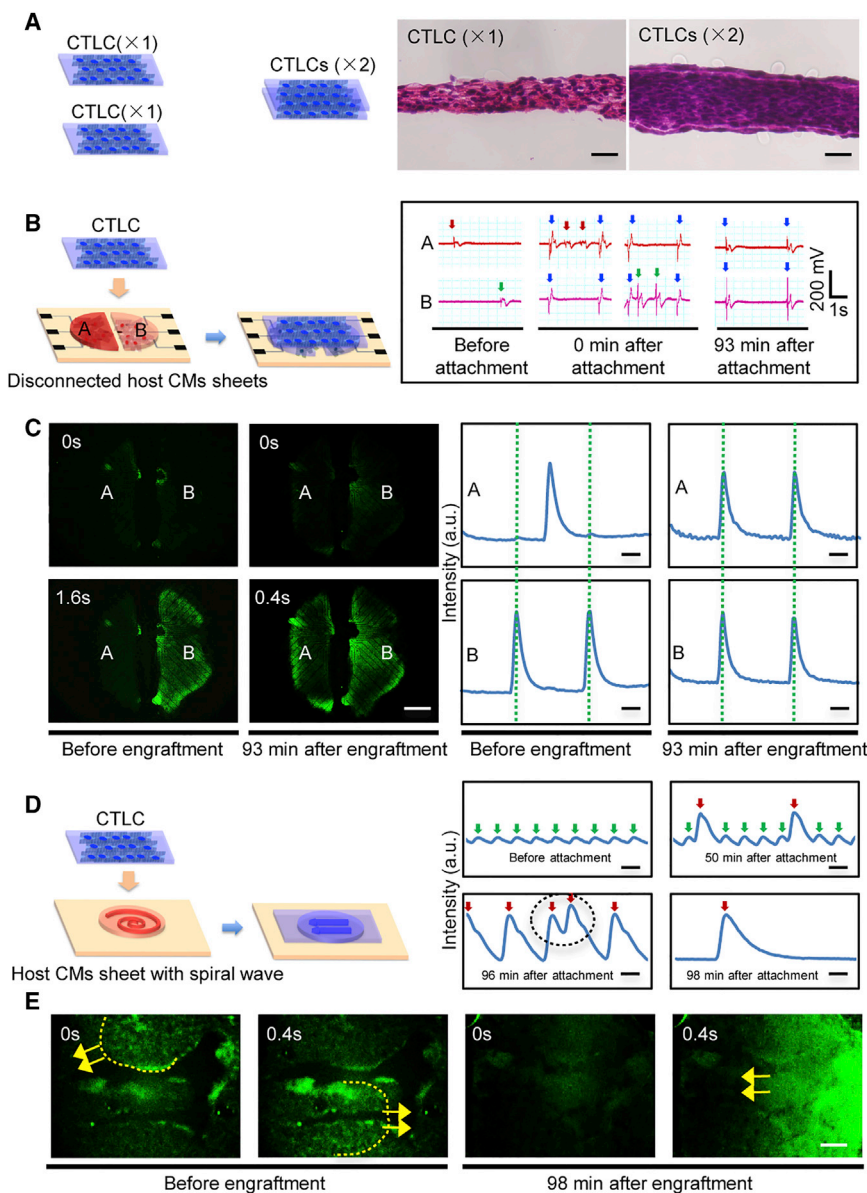 A
CTLC(×1)
CTLC(×1)
CTLCs (×2)
CTLC (×1)
CTLCs (×2)
B
CTLC
A
B
Disconnected host CMs sheets
A
B
200 mV
1s
Before
attachment
0 min after
attachment
93 min after
attachment
C
0s
A
B
0s
A
B
1.6s
A
B
0.4s
A
B
Before engraftment
93 min after engraftment
Intensity (a.u.)
A
A
B
B
Before engraftment
93 min after engraftment
D
CTLC
Host CMs sheet with spiral wave
Intensity (a.u.)
Before attachment
50 min after attachment
96 min after attachment
98 min after attachment
E
0s
0.4s
0s
0.4s
Before engraftment
98 min after engraftment